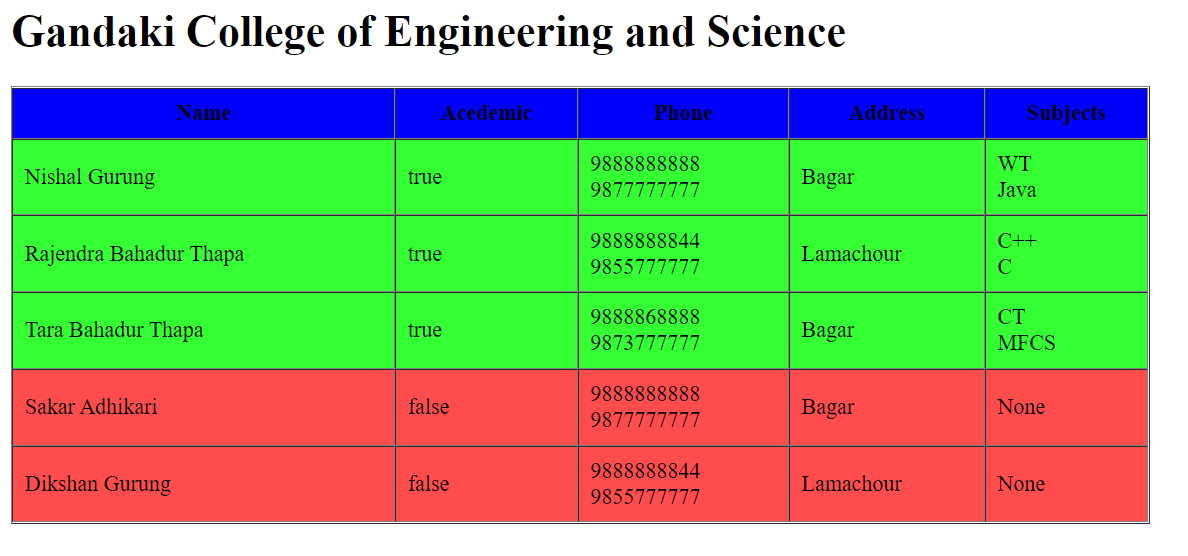 Gandaki College of Engineering and Science
Name Acedemic Phone Address Subjects
Nishal Gurung true 9888888888 Bagar WT
9877777777 Java
Rajendra Bahadur Thapa true 9888888844 Lamachour C++
9855777777 C
Tara Bahadur Thapa true 9888868888 Bagar CT
9873777777 MFCS
Sakar Adhikari false 9888888888 Bagar None
9877777777
Dikshan Gurung false 9888888844 Lamachour None
9855777777